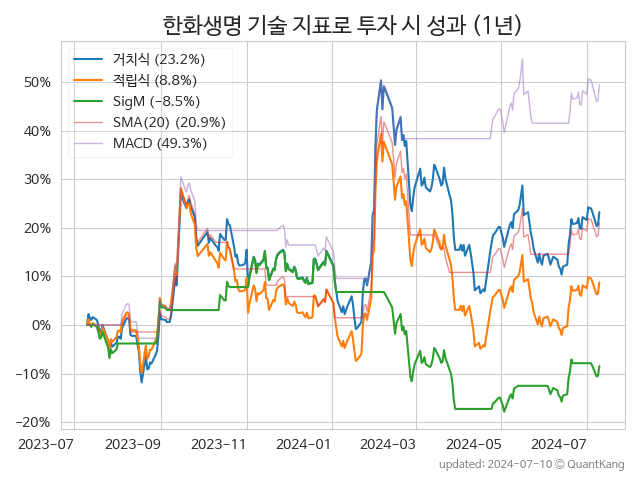 한화생명 기술 지표로 투자 시 성과 (1년)
거치식 (23.2%)
적립식 (8.8%)
SigM (−8.5%)
SMA(20) (20.9%)
MACD (49.3%)
50%
40%
30%
20%
10%
0%
−10%
−20%
2023-07 2023-09 2023-11 2024-01 2024-03 2024-05 2024-07
updated: 2024-07-10 © QuantKang